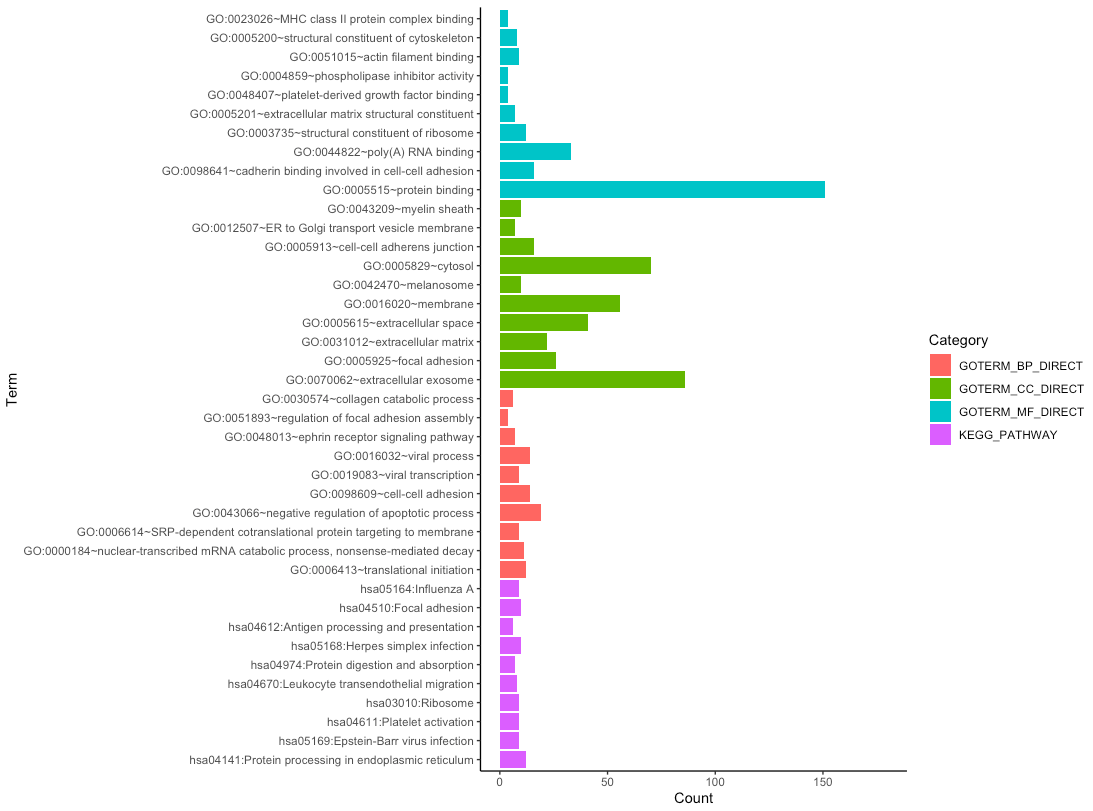 GO:0023026~MHC class II protein complex binding
GO:0005200~structural constituent of cytoskeleton
GO:0051015~actin filament binding
GO:0004859~phospholipase inhibitor activity
GO:0048407~platelet-derived growth factor binding
GO:0005201~extracellular matrix structural constituent
GO:0003735~structural constituent of ribosome
GO:0044822~poly(A) RNA binding
GO:0098641~cadherin binding involved in cell-cell adhesion
GO:0005515~protein binding
GO:0043209~myelin sheath
GO:0012507~ER to Golgi transport vesicle membrane
GO:0005913~cell-cell adherens junction
GO:0005829~cytosol
GO:0042470~melanosome
GO:0016020~membrane
GO:0005615~extracellular space
GO:0031012~extracellular matrix
GO:0005925~focal adhesion
GO:0070062~extracellular exosome
GO:0030574~collagen catabolic process
GO:0051893~regulation of focal adhesion assembly
GO:0048013~ephrin receptor signaling pathway
GO:0016032~viral process
GO:0019083~viral transcription
GO:0098609~cell-cell adhesion
GO:0043066~negative regulation of apoptotic process
GO:0006614~SRP-dependent cotranslational protein targeting to membrane
GO:0000184~nuclear-transcribed mRNA catabolic process, nonsense-mediated decay
GO:0006413~translational initiation
hsa05164:Influenza A
hsa04510:Focal adhesion
hsa04612:Antigen processing and presentation
hsa05168:Herpes simplex infection
hsa04974:Protein digestion and absorption
hsa04670:Leukocyte transendothelial migration
hsa03010:Ribosome
hsa04611:Platelet activation
hsa05169:Epstein-Barr virus infection
hsa04141:Protein processing in endoplasmic reticulum
Term
0 50 100 150
Count
Category
GOTERM_BP_DIRECT
GOTERM_CC_DIRECT
GOTERM_MF_DIRECT
KEGG_PATHWAY